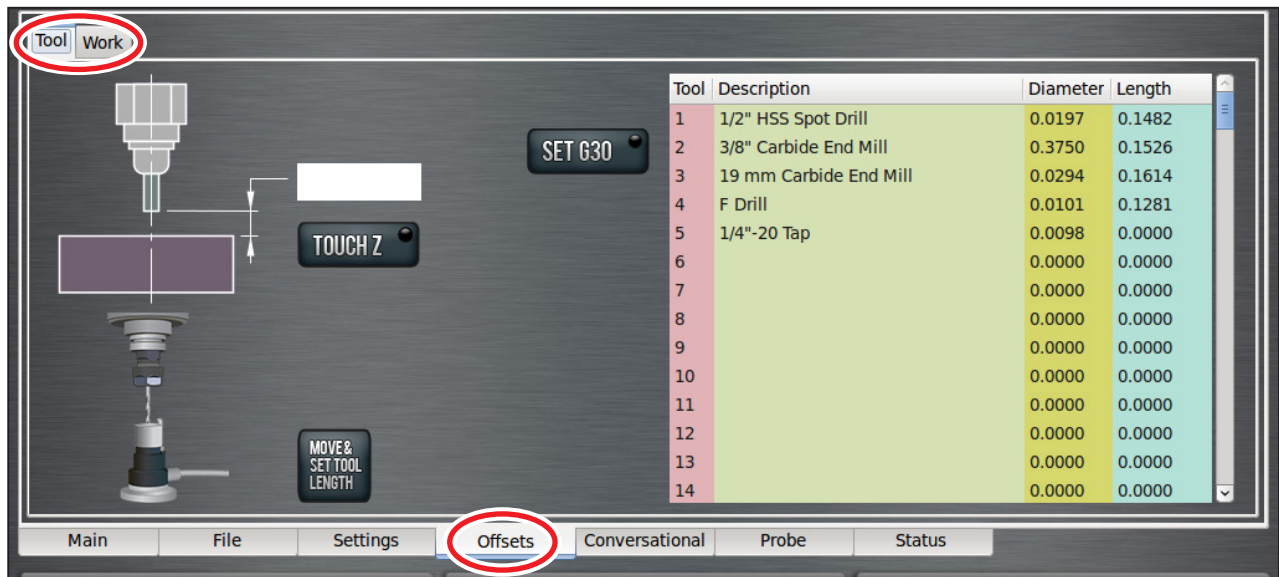 Tool Work
Tool Description Diameter Length
1 1/2" HSS Spot Drill 0.0197 0.1482
2 3/8" Carbide End Mill 0.3750 0.1526
3 19 mm Carbide End Mill 0.0294 0.1614
4 F Drill 0.0101 0.1281
5 1/4"-20 Tap 0.0098 0.0000
6 0.0000 0.0000
7 0.0000 0.0000
8 0.0000 0.0000
9 0.0000 0.0000
10 0.0000 0.0000
11 0.0000 0.0000
12 0.0000 0.0000
13 0.0000 0.0000
14 0.0000 0.0000
SET G30
TOUCH Z
MOVE &
SET TOOL
LENGTH
Main File Settings Offsets Conversational Probe Status